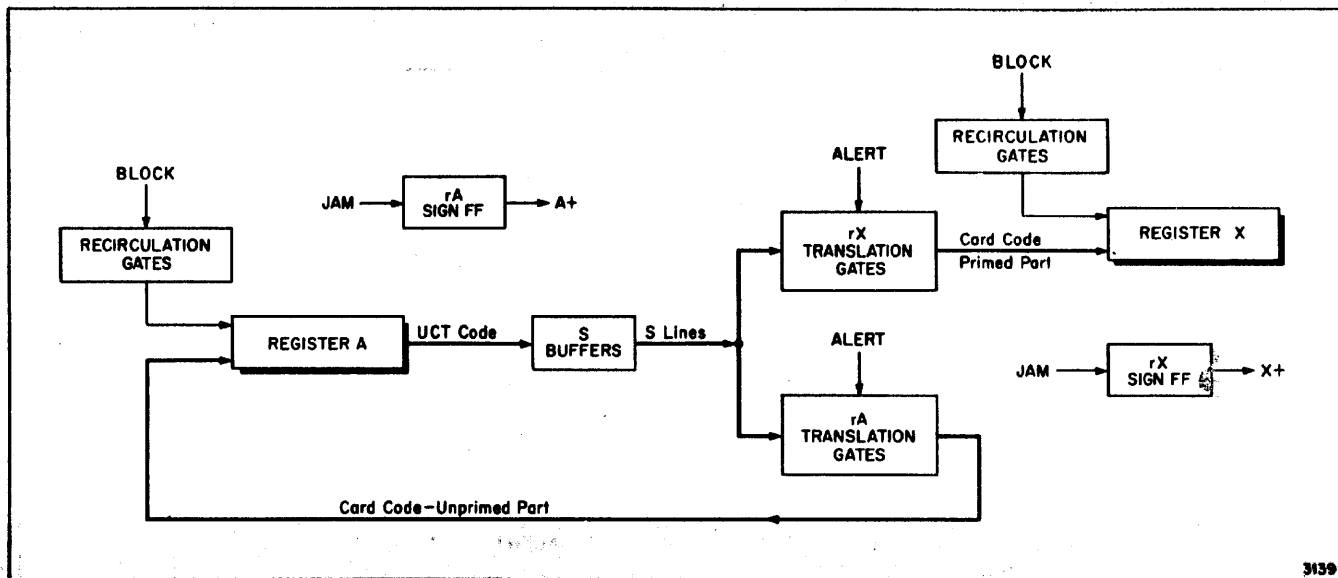 BLOCK
RECIRCULATION
GATES
BLOCK
JAM
rA
SIGN FF
A+
ALERT
RECIRCULATION
GATES
rX
TRANSLATION
GATES
Card Code
Primed Part
REGISTER X
REGISTER A
UCT Code
S
BUFFERS
S Lines
ALERT
JAM
rX
SIGN FF
X+
rA
TRANSLATION
GATES
Card Code-Unprimed Part
3139